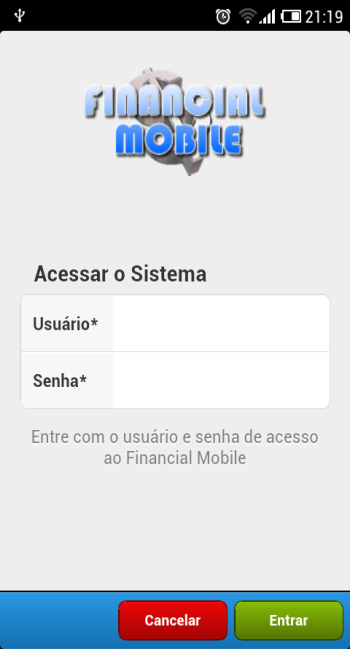 21:19
FINANCIAL
MOBILE
Acessar o Sistema
Usuário*
Senha*
Entre com o usuário e senha de acesso
ao Financial Mobile
Cancelar
Entrar